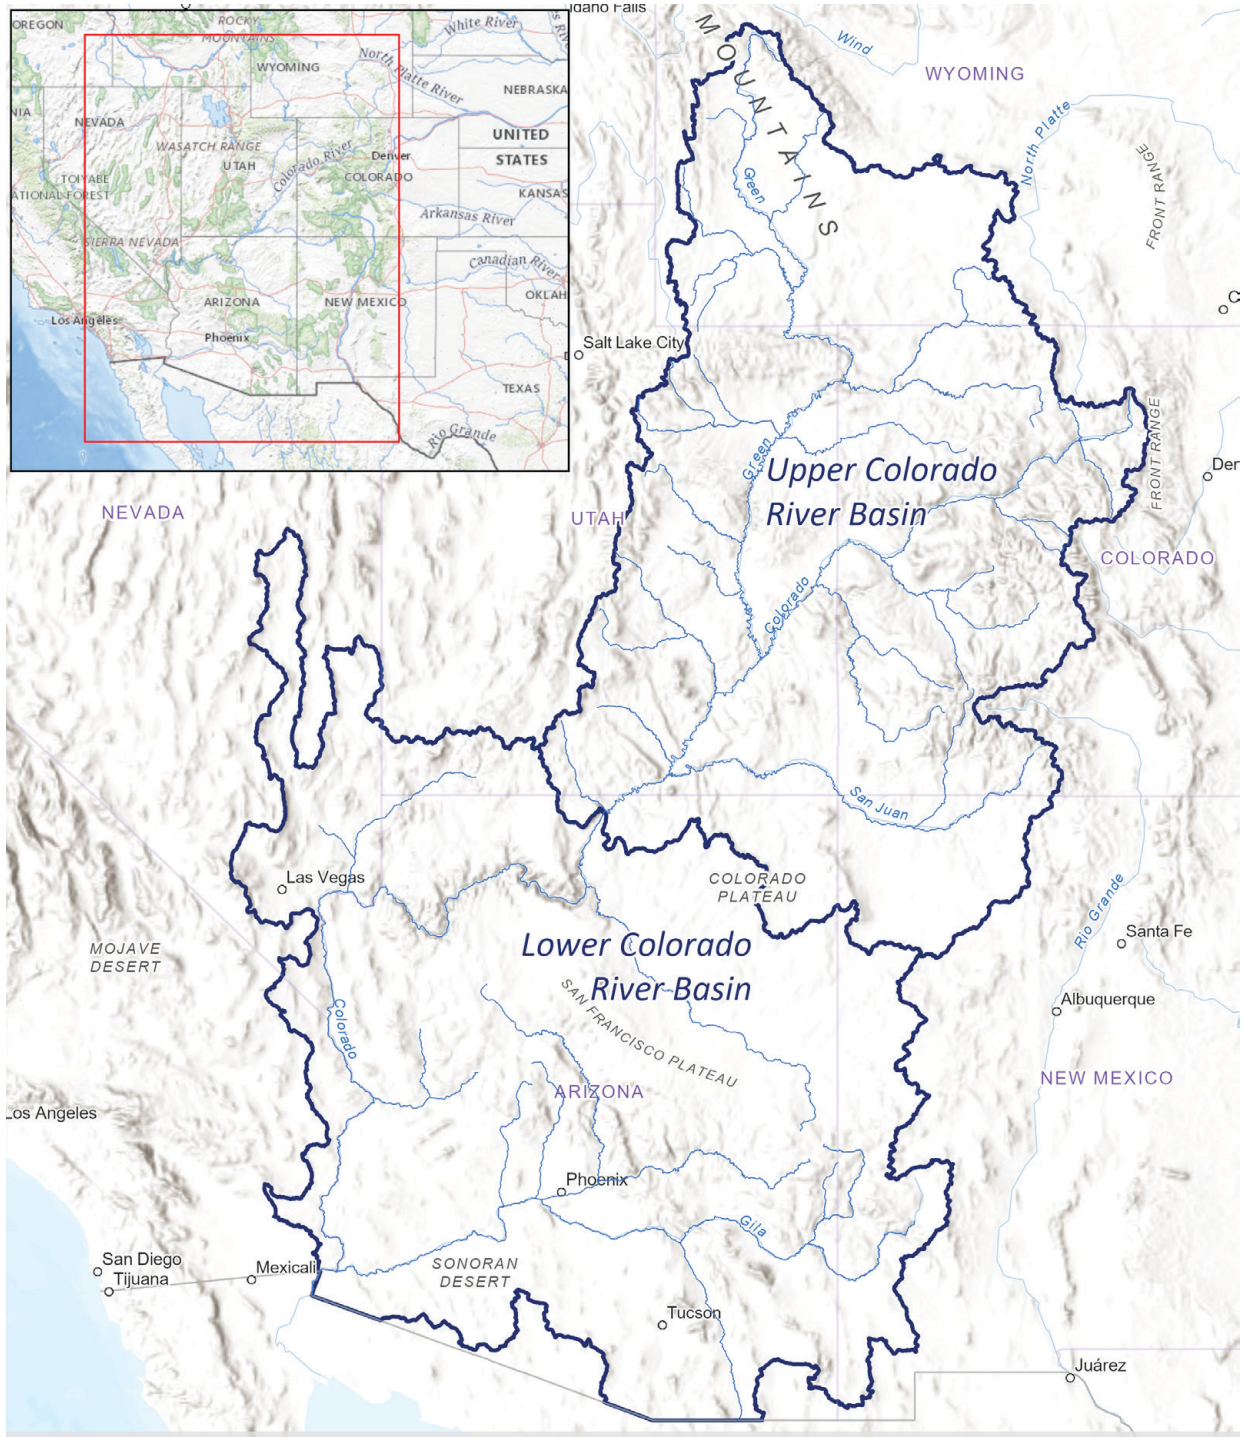 OREGON
ROCKY
MOUNTAINS
White River
WYOMING
North Platte River
NEBRASKA
NEVADA
UNITED
STATES
WASATCH RANGE
UTAH
Colorado River
Denver
COLORADO
TOIYABE
ATIONAL FOREST
KANSAS
Arkansas River
SIERRA NEVADA
Canadian River
ARIZONA
NEW MEXICO
OKLAH
Los Angeles
Phoenix
TEXAS
Rio Grande
Idaho Falls
MOUNTAINS
Wind
WYOMING
North Platte
FRONT RANGE
Green
C
Salt Lake City
FRONT RANGE
Green
Upper Colorado
River Basin
Den
NEVADA
UTAH
COLORADO
Colorado
San Juan
Las Vegas
COLORADO
PLATEAU
Rio Grande
Santa Fe
MOJAVE
DESERT
Lower Colorado
River Basin
Albuquerque
Colorado
SAN FRANCISCO PLATEAU
NEW MEXICO
ARIZONA
Los Angeles
Phoenix
Gila
San Diego
Tijuana
Mexicali
SONORAN
DESERT
Tucson
Juárez